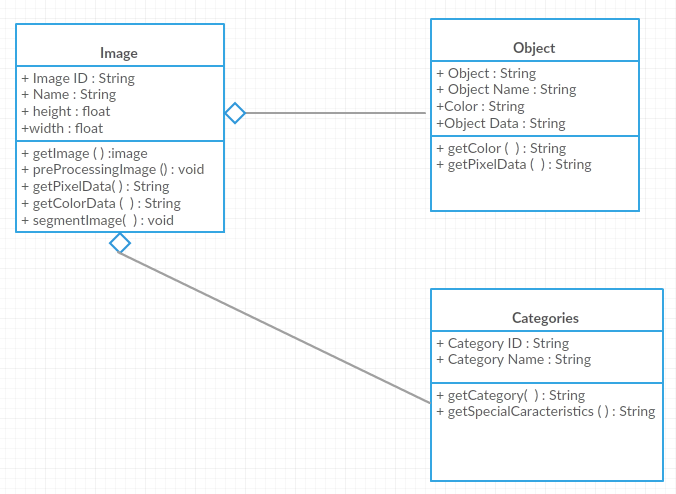 Image
+ Image ID : String
+ Name : String
+ height : float
+width : float
+ getImage ( ) :image
+ preProcessingImage () : void
+ getPixelData( ) : String
+ getColorData (  ) : String
+ segmentImage(  ) : void
Object
+ Object : String
+ Object Name : String
+Color : String
+Object Data : String
+ getColor (  ) : String
+ getPixelData (  ) : String
Categories
+ Category ID : String
+ Category Name : String
+ getCategory(  ) : String
+ getSpecialCaracteristics ( ) : String